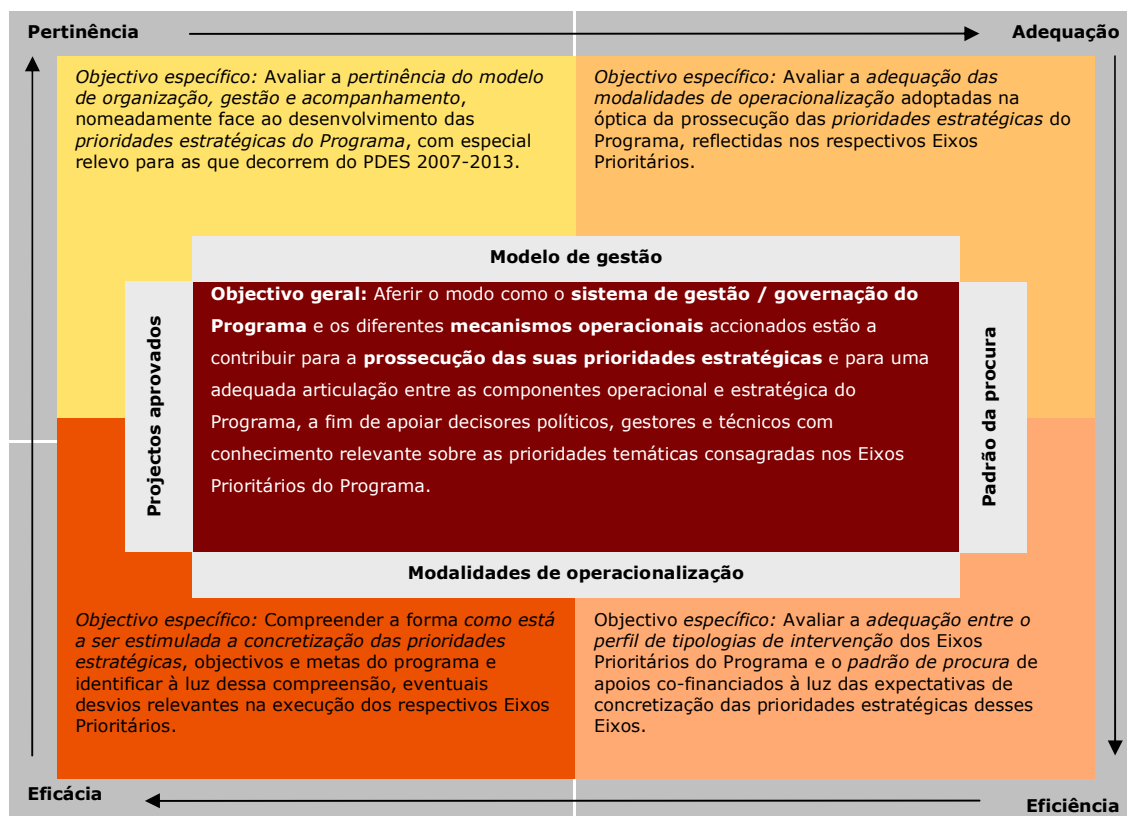 Pertinência
Adequação
Objectivo específico: Avaliar a pertinência do modelo
de organização, gestão e acompanhamento,
nomeadamente face ao desenvolvimento das
prioridades estratégicas do Programa, com especial
relevo para as que decorrem do PDES 2007-2013.
Objectivo específico: Avaliar a adequação das
modalidades de operacionalização adoptadas na
óptica da prossecução das prioridades estratégicas do
Programa, reflectidas nos respectivos Eixos
Prioritários.
Modelo de gestão
Projectos aprovados
Objectivo geral: Aferir o modo como o sistema de gestão / governação do
Programa e os diferentes mecanismos operacionais accionados estão a
contribuir para a prossecução das suas prioridades estratégicas e para uma
adequada articulação entre as componentes operacional e estratégica do
Programa, a fim de apoiar decisores políticos, gestores e técnicos com
conhecimento relevante sobre as prioridades temáticas consagradas nos Eixos
Prioritários do Programa.
Padrão da procura
Modalidades de operacionalização
Objectivo específico: Compreender a forma como está
a ser estimulada a concretização das prioridades
estratégicas, objectivos e metas do programa e
identificar à luz dessa compreensão, eventuais
desvios relevantes na execução dos respectivos Eixos
Prioritários.
Objectivo específico: Avaliar a adequação entre o
perfil de tipologias de intervenção dos Eixos
Prioritários do Programa e o padrão de procura de
apoios co-financiados à luz das expectativas de
concretização das prioridades estratégicas desses
Eixos.
Eficácia
Eficiência